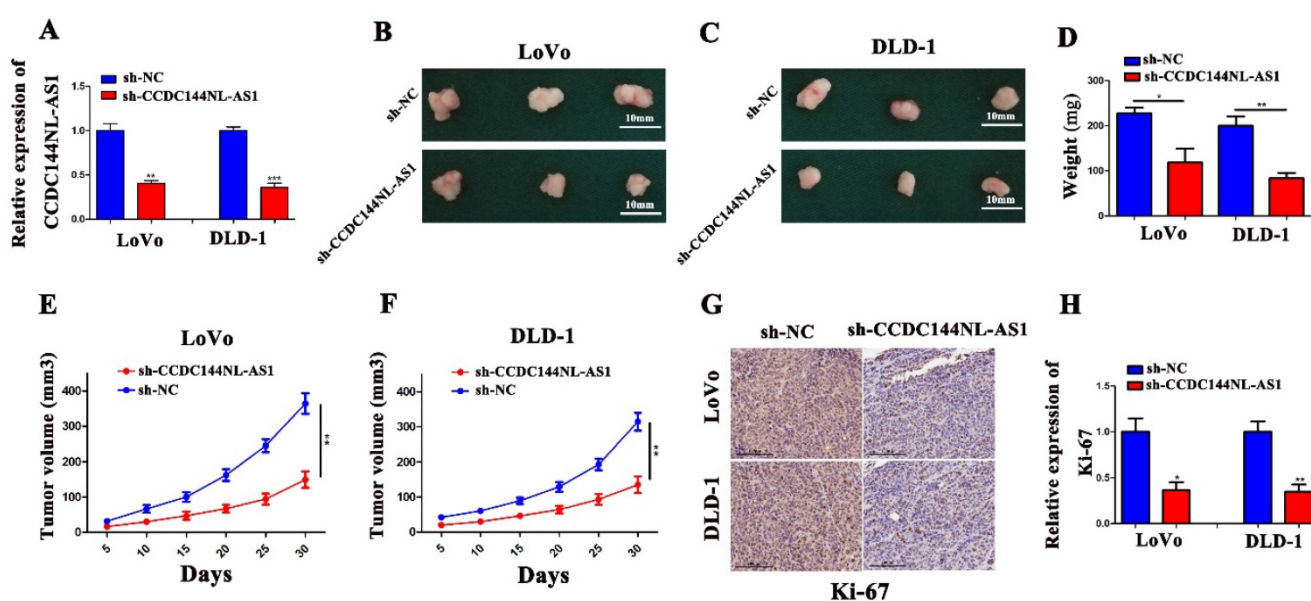 A
sh-NC
sh-CCDC144NL-AS1
Relative expression of
CCDC144NL-AS1
1.5
1.0
0.5
0.0
**
***
LoVo
DLD-1
B
LoVo
sh-NC
10mm
sh-CCDC144NL-AS1
10mm
C
DLD-1
sh-NC
10mm
sh-CCDC144NL-AS1
10mm
D
sh-NC
sh-CCDC144NL-AS1
Weight (mg)
300
200
100
0
*
**
LoVo
DLD-1
E
LoVo
sh-CCDC144NL-AS1
sh-NC
Tumor volume (mm3)
400
300
200
100
0
**
5
10
15
20
25
30
Days
F
DLD-1
sh-CCDC144NL-AS1
sh-NC
Tumor volume (mm3)
400
300
200
100
0
**
5
10
15
20
25
30
Days
G
sh-NC
sh-CCDC144NL-AS1
LoVo
DLD-1
Ki-67
H
sh-NC
sh-CCDC144NL-AS1
Relative expression of
Ki-67
1.5
1.0
0.5
0.0
*
**
LoVo
DLD-1